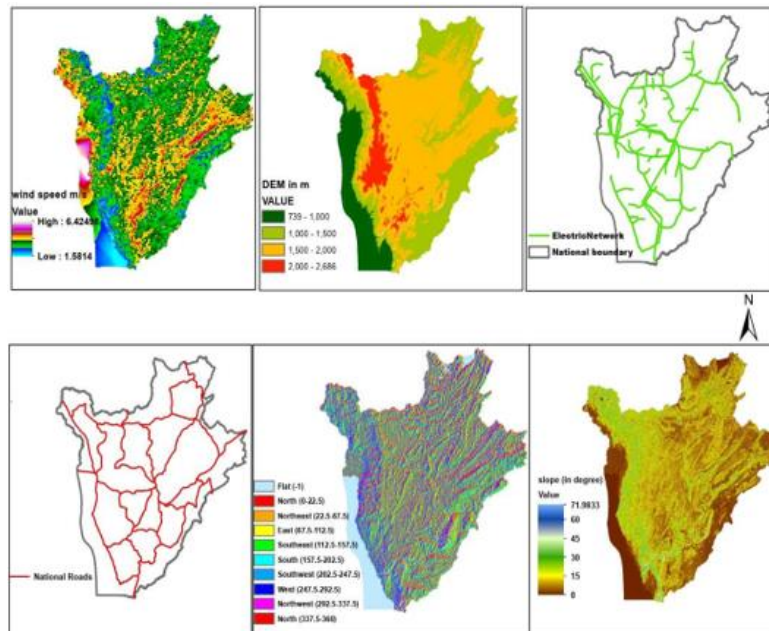 wind speed m/s
Value
High : 6.42496
Low : 1.5814
DEM in m
VALUE
739 - 1,000
1,000 - 1,500
1,500 - 2,000
2,000 - 2,686
ElectricNetwork
National boundary
N
National Roads
Flat (-1)
North (0-22.5)
Northeast (22.5-67.5)
East (67.5-112.5)
Southeast (112.5-157.5)
South (157.5-202.5)
Southwest (202.5-247.5)
West (247.5-292.5)
Northwest (292.5-337.5)
North (337.5-360)
slope (in degree)
Value
71.9833
60
45
30
15
0